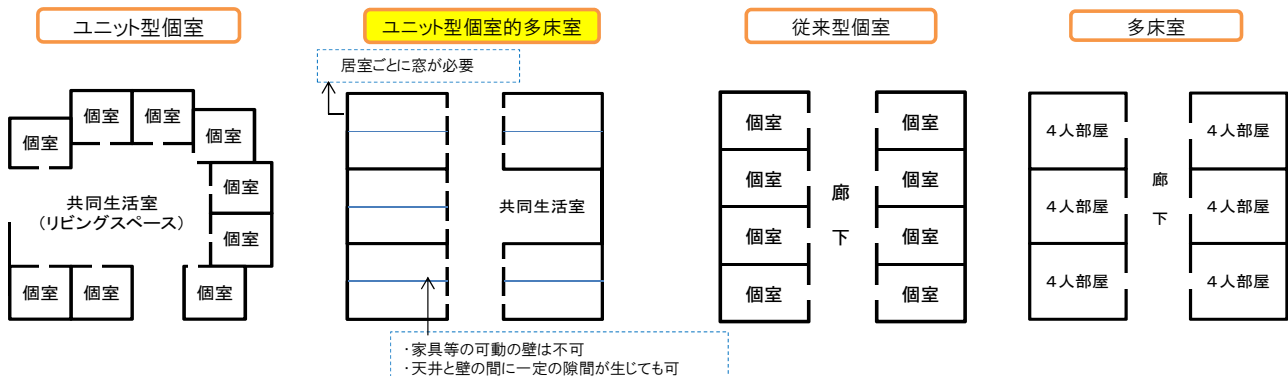 ユニット型個室
ユニット型個室的多床室
従来型個室
多床室
居室ごとに窓が必要
個室
個室
個室
個室
個室
個室
個室
個室
個室
共同生活室
(リビングスペース)
共同生活室
・家具等の可動の壁は不可
・天井と壁の間に一定の隙間が生じても可
個室
個室
個室
個室
廊
下
個室
個室
個室
個室
4人部屋
4人部屋
4人部屋
廊
下
4人部屋
4人部屋
4人部屋